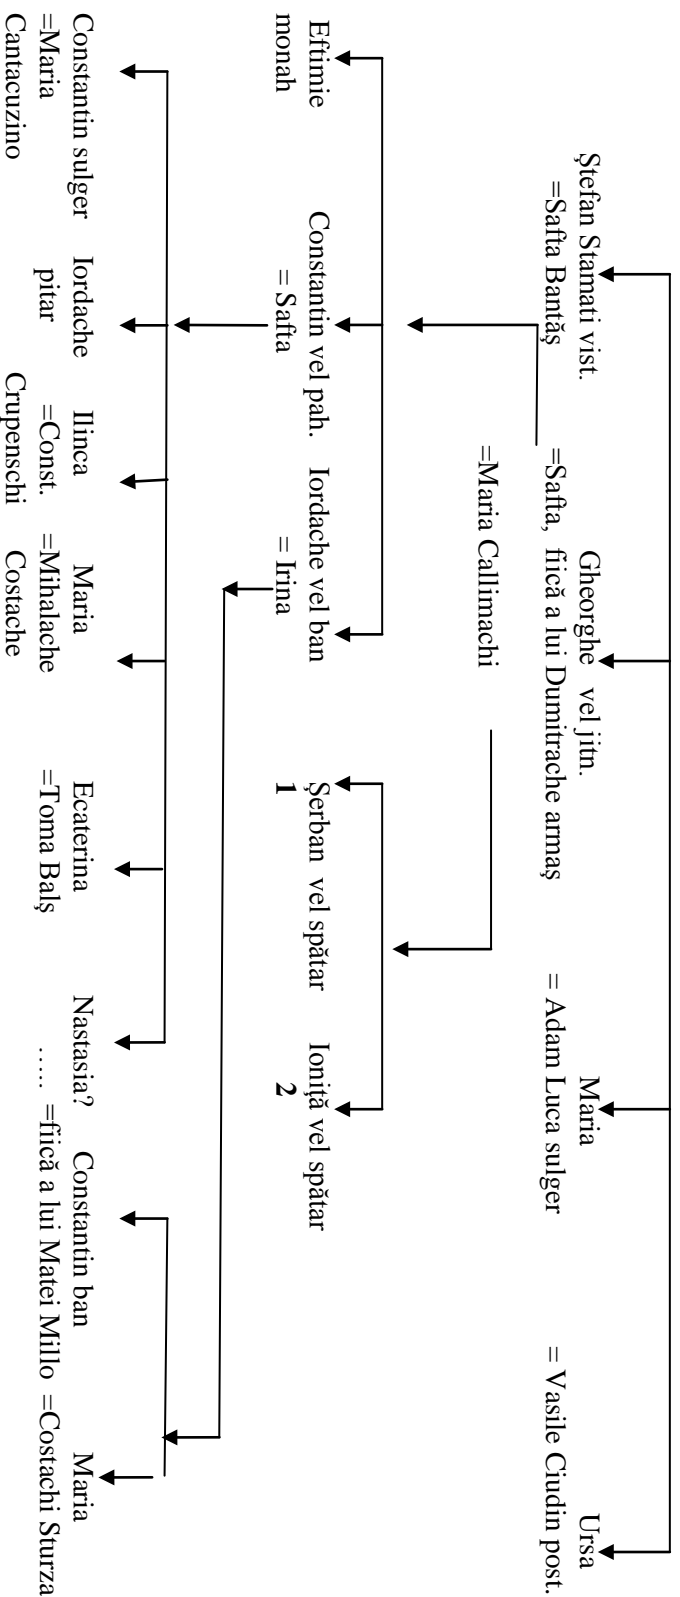 Ştefan Stamati vist.
=Safta Bantăş
Gheorghe vel jitn.
=Safta, fiică a lui Dumitrache armaş
=Maria Callimachi
Maria
= Adam Luca sulger
Ursa
= Vasile Ciudin post.
Eftimie
monah
Constantin vel pah.
= Safta
Iordache vel ban
= Irina
Şerban vel spătar
1
Ioniţă vel spătar
2
Constantin sulger
=Maria
Cantacuzino
Iordache
pitar
Ilinca
=Const.
Crupenschi
Maria
=Mihalache
Costache
Ecaterina
=Toma Balş
Nastasia?
…..
Constantin ban
=fiică a lui Matei Millo
Maria
=Costachi Sturza